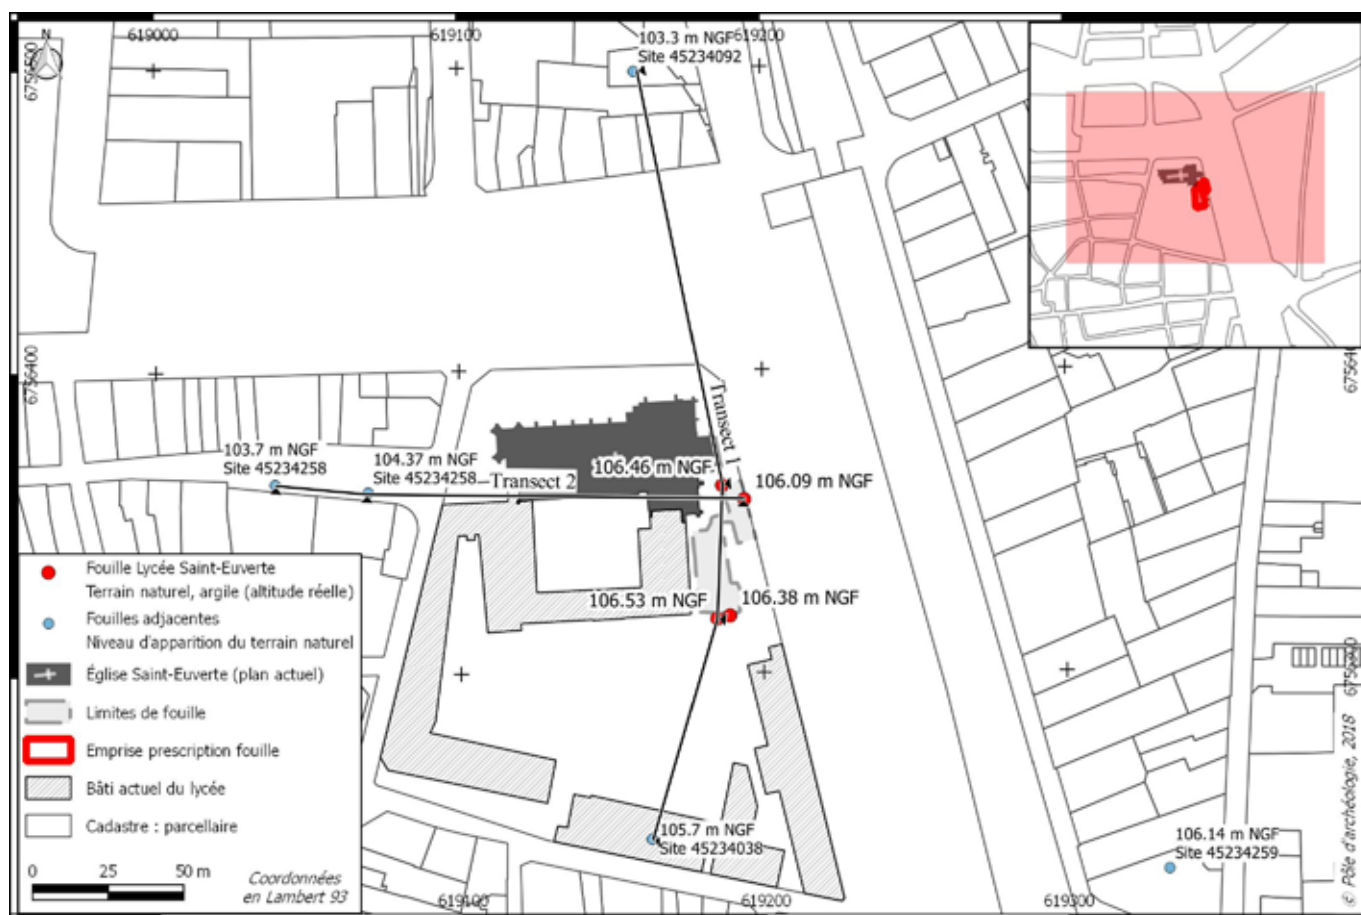 N
619000
619100
619200
103.3 m NGF
Site 45234092
6756500
6756400
6756400
Transect 1
103.7 m NGF
Site 45234258
104.37 m NGF
Site 45234258
Transect 2
106.46 m NGF
106.09 m NGF
106.53 m NGF
106.38 m NGF
6756300
105.7 m NGF
Site 45234038
106.14 m NGF
Site 45234259
619100
619200
619300
Fouille Lycée Saint-Euverte
Terrain naturel, argile (altitude réelle)
Fouilles adjacentes
Niveau d'apparition du terrain naturel
Église Saint-Euverte (plan actuel)
Limites de fouille
Emprise prescription fouille
Bâti actuel du lycée
Cadastre : parcellaire
0 25 50 m
Coordonnées
en Lambert 93
© Pôle d'archéologie, 2018